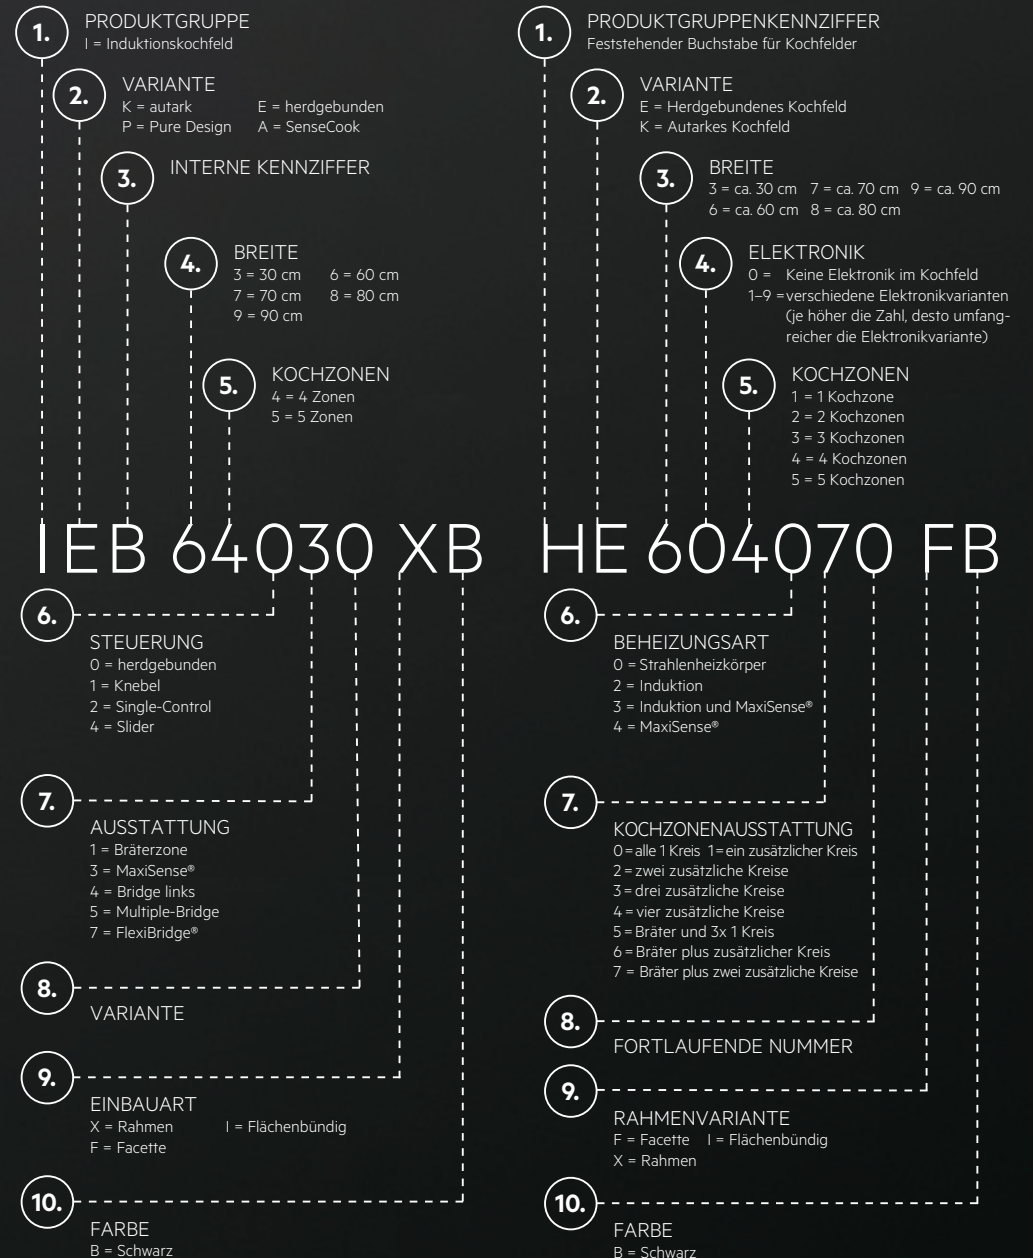 1.
PRODUKTGRUPPE
I = Induktionskochfeld
2.
VARIANTE
K = autark E = herdgebunden
P = Pure Design A = SenseCook
3.
INTERNE KENNZIFFER
4.
BREITE
3 = 30 cm 6 = 60 cm
7 = 70 cm 8 = 80 cm
9 = 90 cm
5.
KOCHZONEN
4 = 4 Zonen
5 = 5 Zonen
IEB 64030 XB
6.
STEUERUNG
0 = herdgebunden
1 = Knebel
2 = Single-Control
4 = Slider
7.
AUSSTATTUNG
1 = Bräterzone
3 = MaxiSense®
4 = Bridge links
5 = Multiple-Bridge
7 = FlexiBridge®
8.
VARIANTE
9.
EINBAUART
X = Rahmen I = Flächenbündig
F = Facette
10.
FARBE
B = Schwarz
1.
PRODUKTGRUPPENKENNZIFFER
Feststehender Buchstabe für Kochfelder
2.
VARIANTE
E = Herdgebundenes Kochfeld
K = Autarkes Kochfeld
3.
BREITE
3 = ca. 30 cm 7 = ca. 70 cm 9 = ca. 90 cm
6 = ca. 60 cm 8 = ca. 80 cm
4.
ELEKTRONIK
0 = Keine Elektronik im Kochfeld
1–9 = verschiedene Elektronikvarianten
(je höher die Zahl, desto umfang-
reicher die Elektronikvariante)
5.
KOCHZONEN
1 = 1 Kochzone
2 = 2 Kochzonen
3 = 3 Kochzonen
4 = 4 Kochzonen
5 = 5 Kochzonen
HE 604070 FB
6.
BEHEIZUNGSART
0 = Strahlenheizkörper
2 = Induktion
3 = Induktion und MaxiSense®
4 = MaxiSense®
7.
KOCHZONENAUSSTATTUNG
0 = alle 1 Kreis 1 = ein zusätzlicher Kreis
2 = zwei zusätzliche Kreise
3 = drei zusätzliche Kreise
4 = vier zusätzliche Kreise
5 = Bräter und 3x 1 Kreis
6 = Bräter plus zusätzlicher Kreis
7 = Bräter plus zwei zusätzliche Kreise
8.
FORTLAUFENDE NUMMER
9.
RAHMENVARIANTE
F = Facette I = Flächenbündig
X = Rahmen
10.
FARBE
B = Schwarz